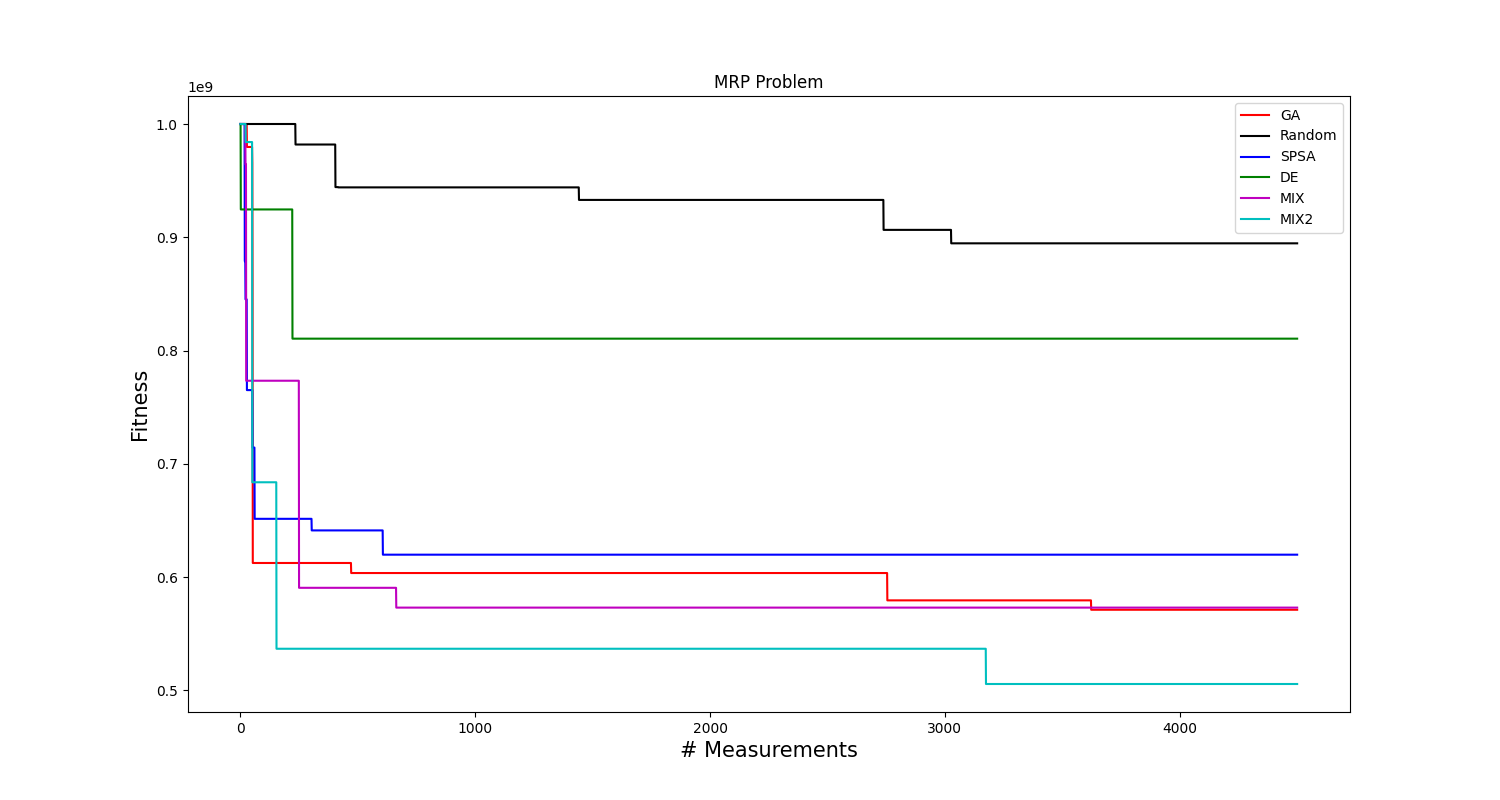 MRP Problem
1e9
1.0
0.9
0.8
0.7
0.6
0.5
Fitness
0
1000
2000
3000
4000
# Measurements
GA
Random
SPSA
DE
MIX
MIX2